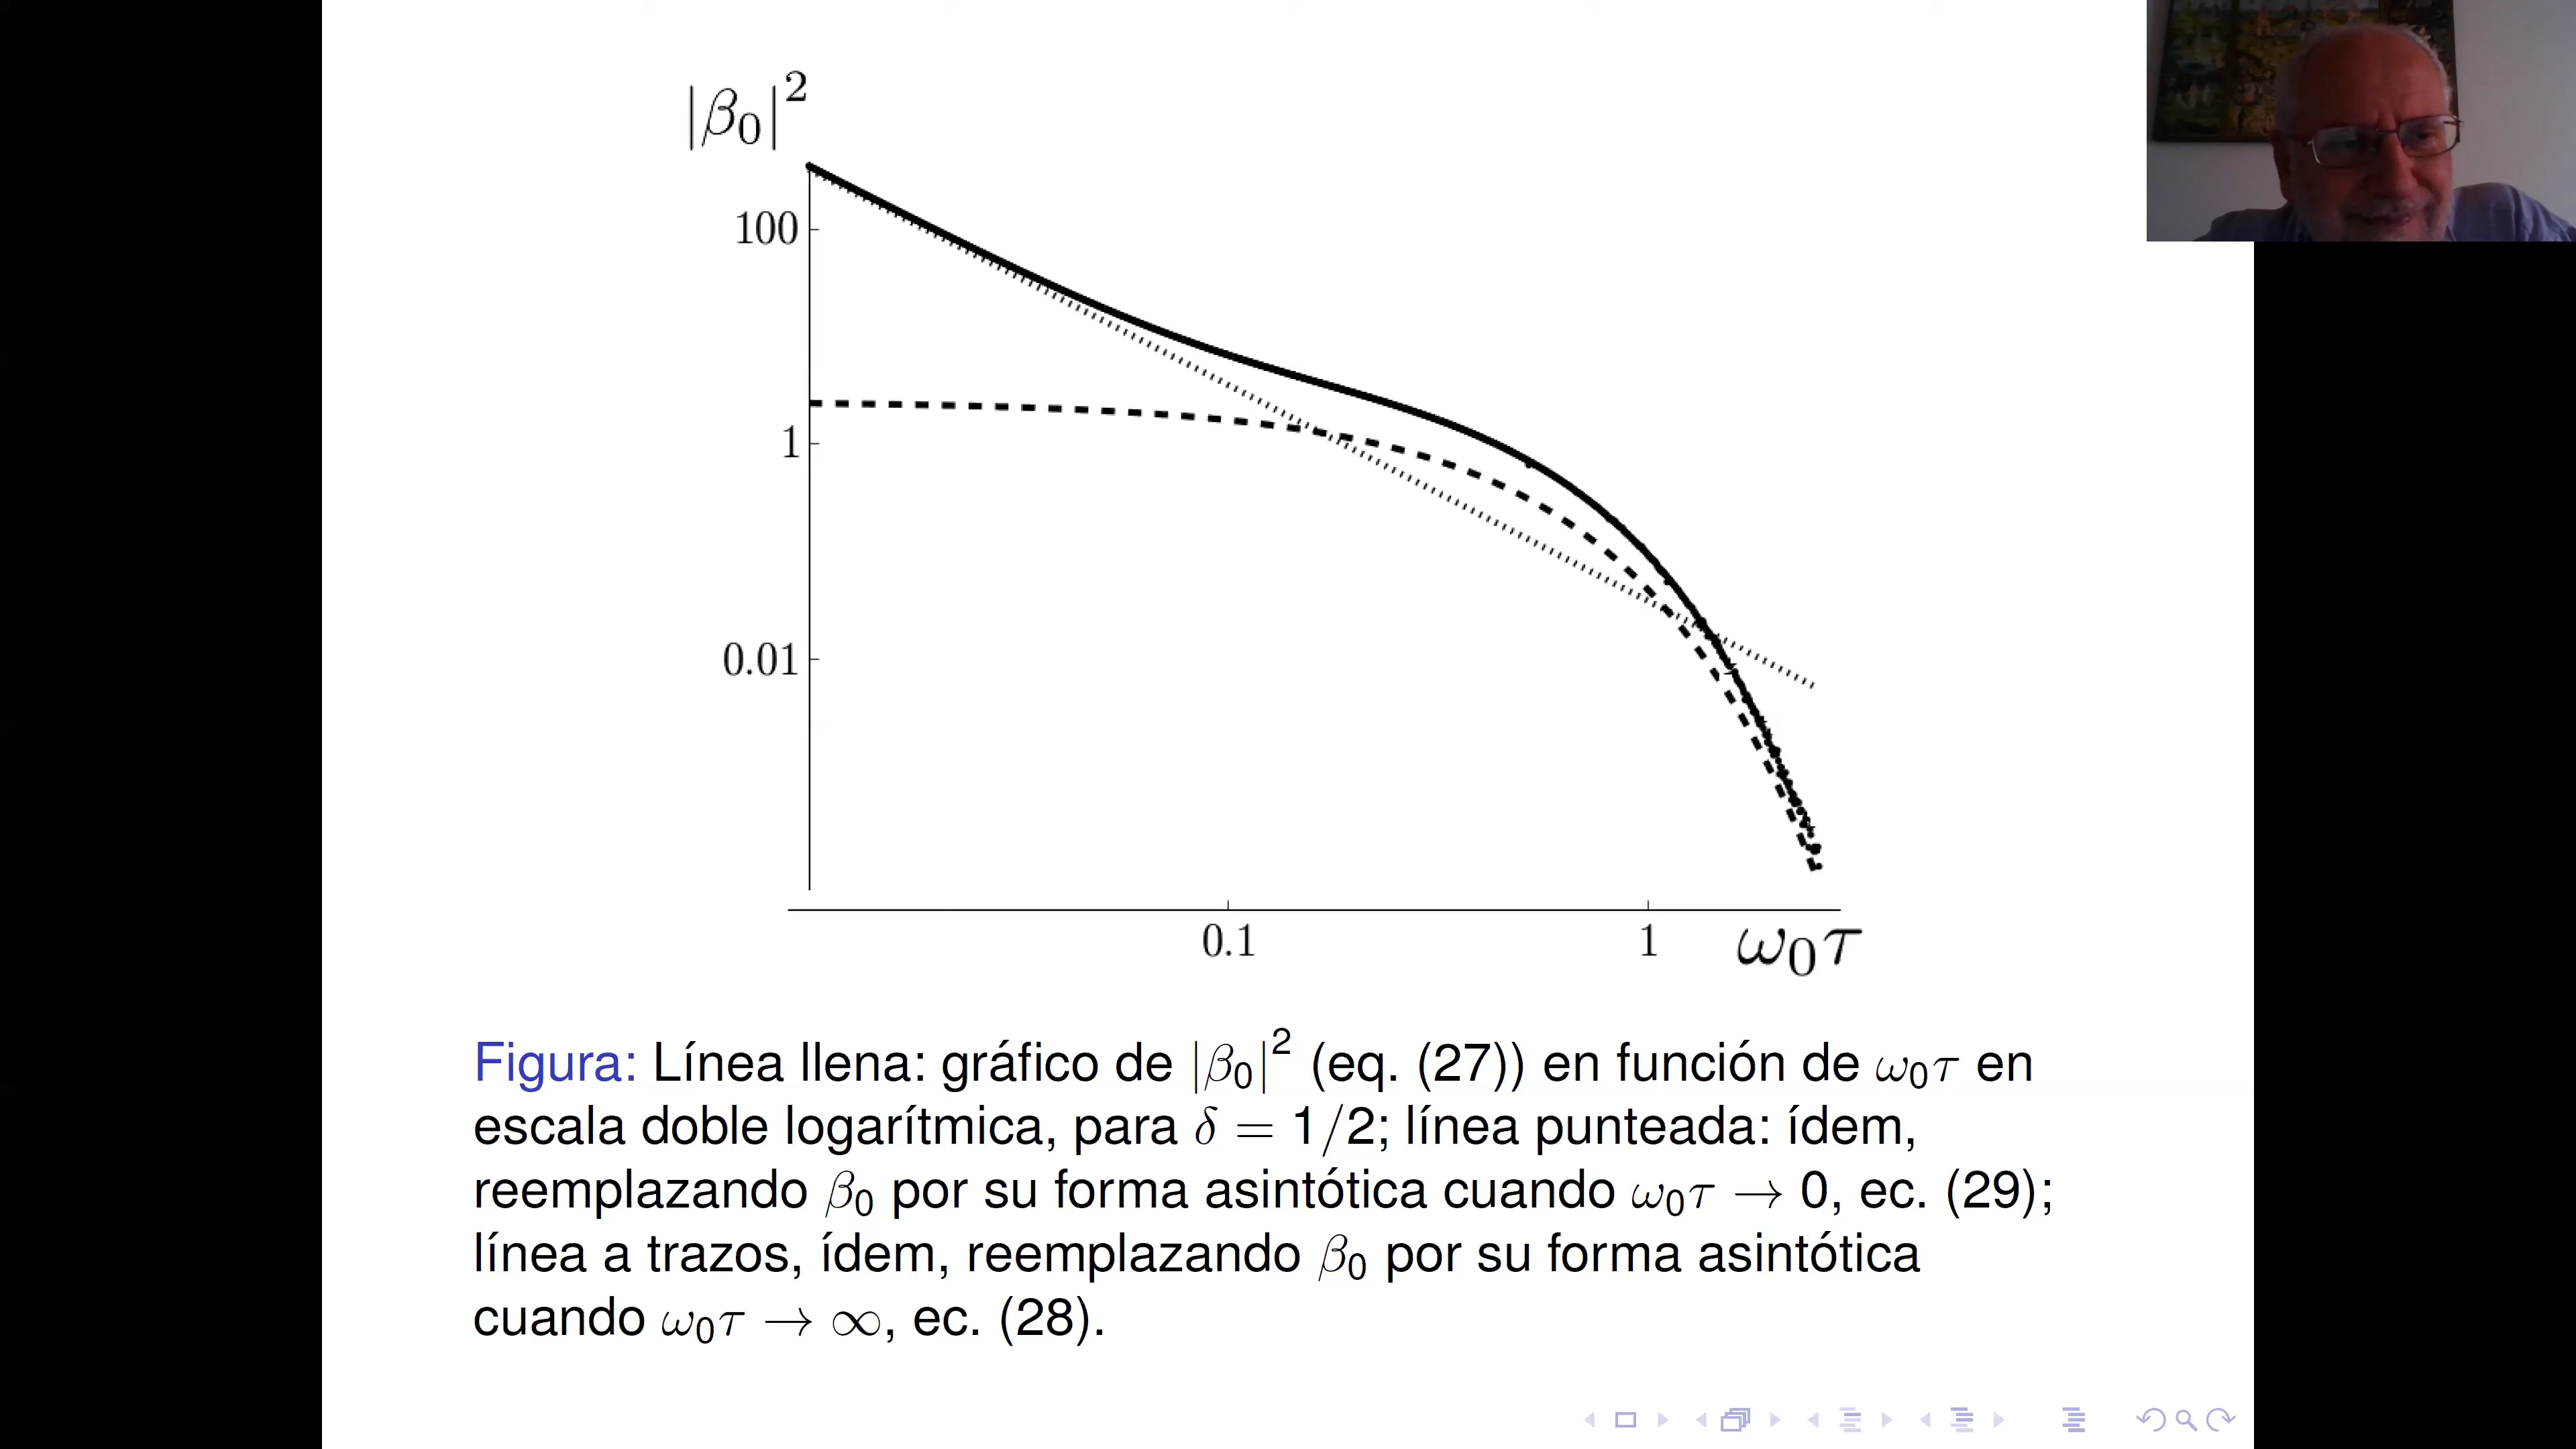 |β₀|²
100
1
0.01
0.1
1
ω₀τ
Figura: Línea llena: gráfico de |β₀|² (eq. (27)) en función de ω₀τ en
escala doble logarítmica, para δ = 1/2; línea punteada: ídem,
reemplazando β₀ por su forma asintótica cuando ω₀τ → 0, ec. (29);
línea a trazos, ídem, reemplazando β₀ por su forma asintótica
cuando ω₀τ → ∞, ec. (28).